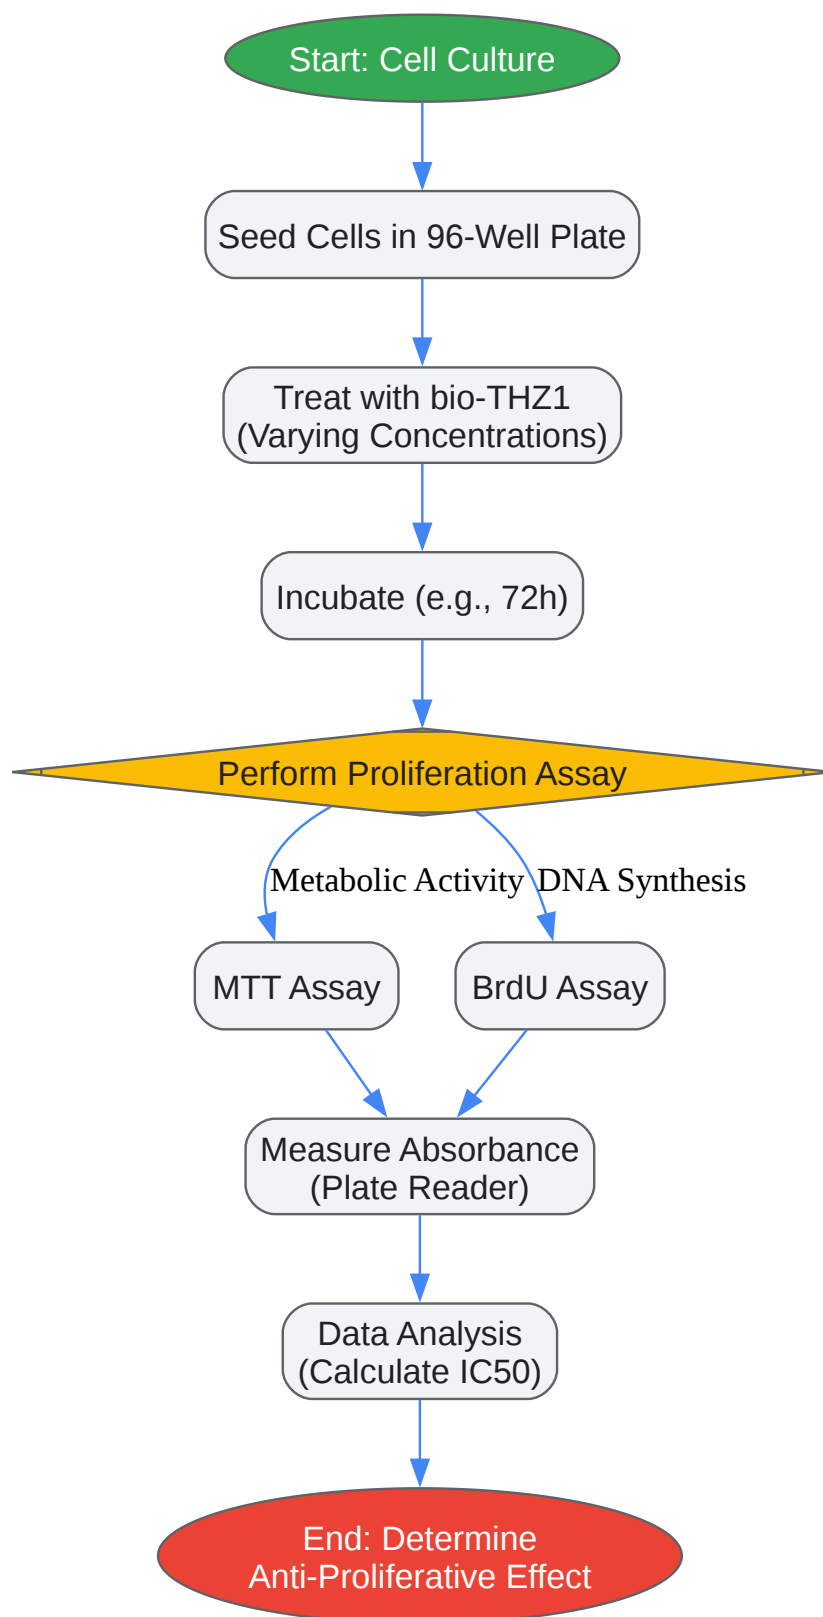 Start: Cell Culture
Seed Cells in 96-Well Plate
Treat with bio-THZ1
(Varying Concentrations)
Incubate (e.g., 72h)
Perform Proliferation Assay
Metabolic Activity
DNA Synthesis
MTT Assay
BrdU Assay
Measure Absorbance
(Plate Reader)
Data Analysis
(Calculate IC50)
End: Determine
Anti-Proliferative Effect